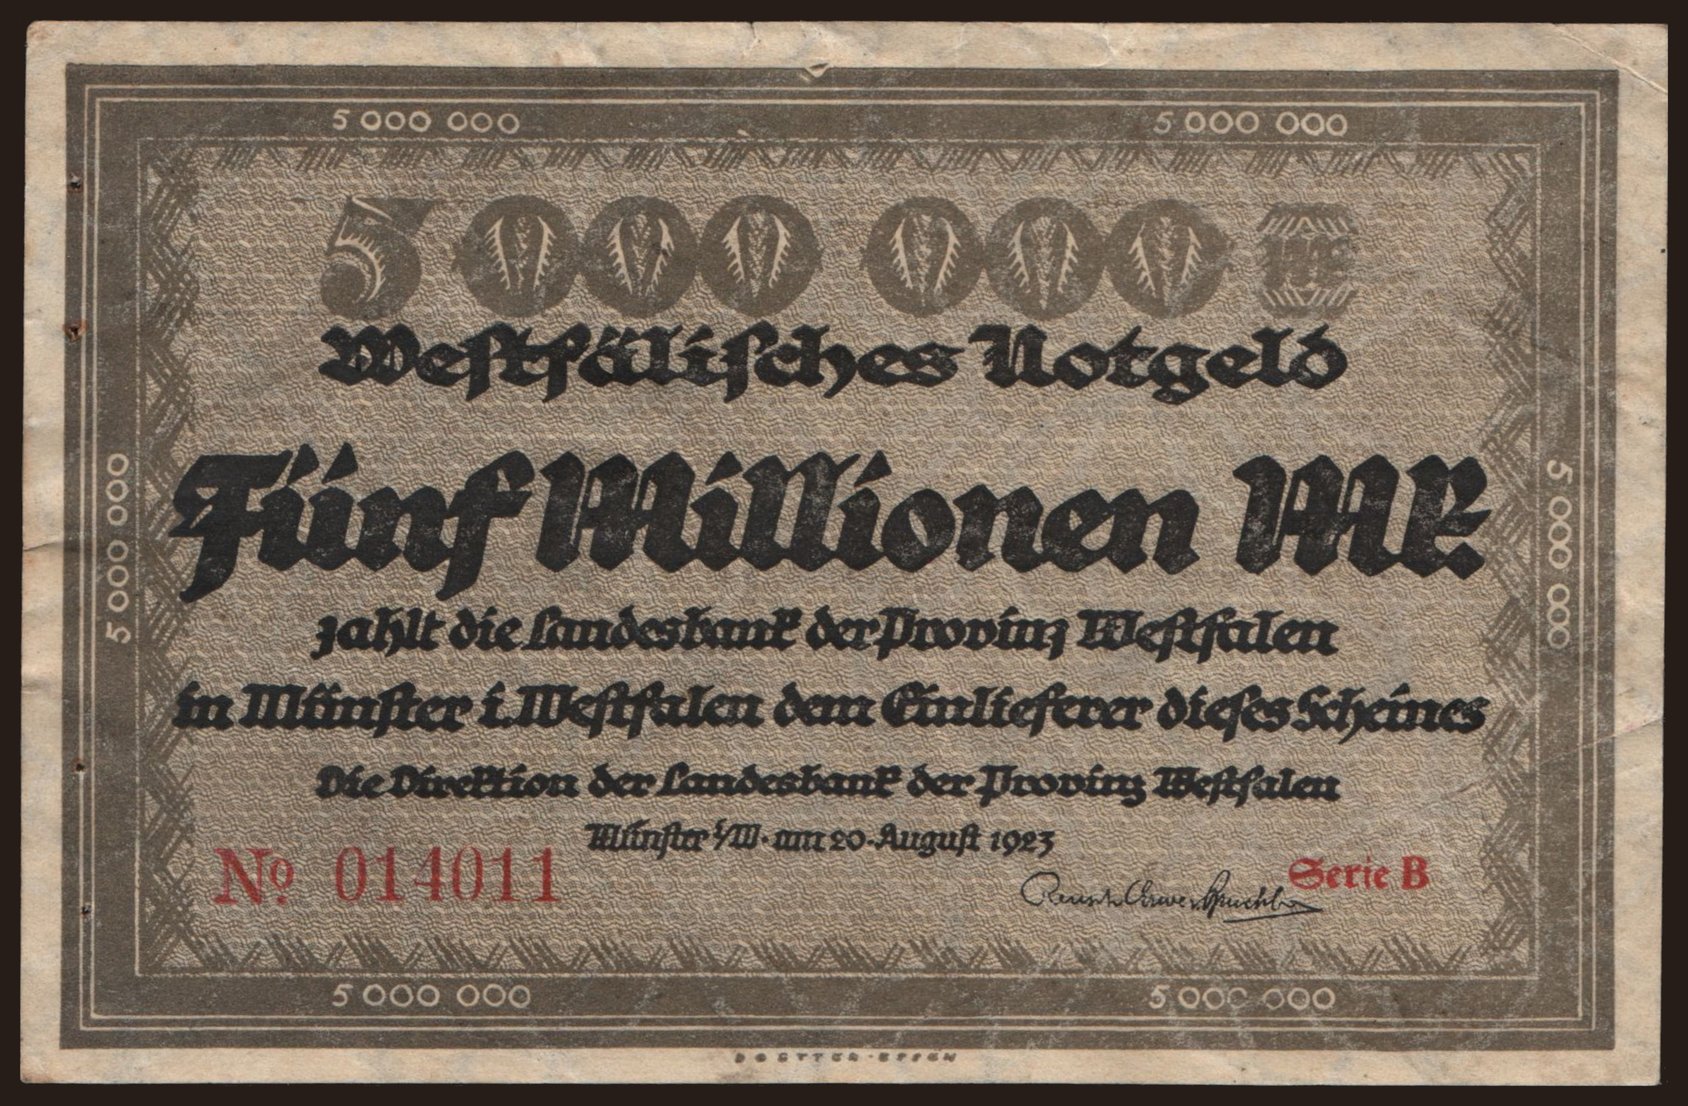 5 000 000 5 000 000
5 000 000 MK
Westfälisches Notgeld
Fünf Millionen MK
5 000 000
5 000 000
zahlt die Landesbank der Provinz Westfalen
in Münster i. Westfalen dem Einlieferer dieses Scheines
Die Direktion der Landesbank der Provinz Westfalen
Münster i/W. am 20. August 1923
No. 014011
Serie B
5 000 000 5 000 000